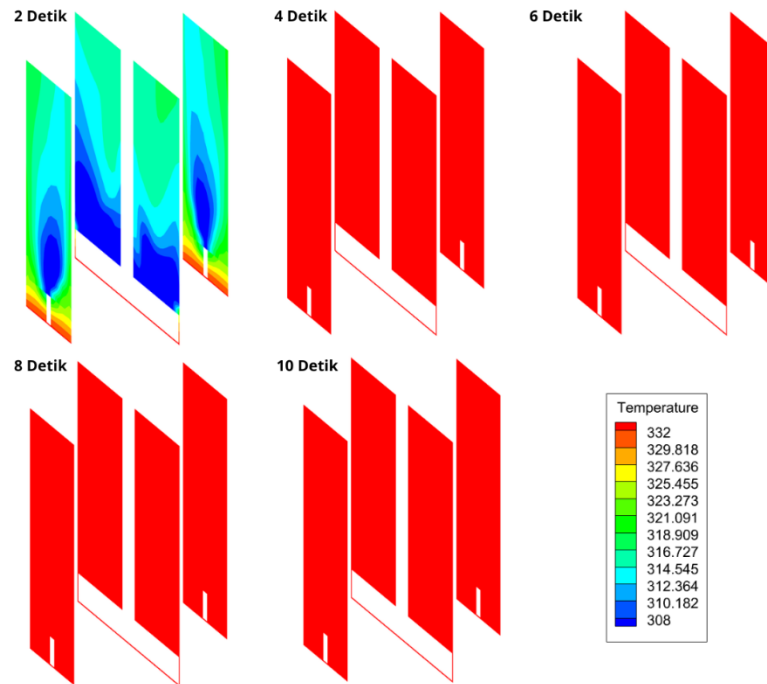 2 Detik
4 Detik
6 Detik
8 Detik
10 Detik
Temperature
332
329.818
327.636
325.455
323.273
321.091
318.909
316.727
314.545
312.364
310.182
308